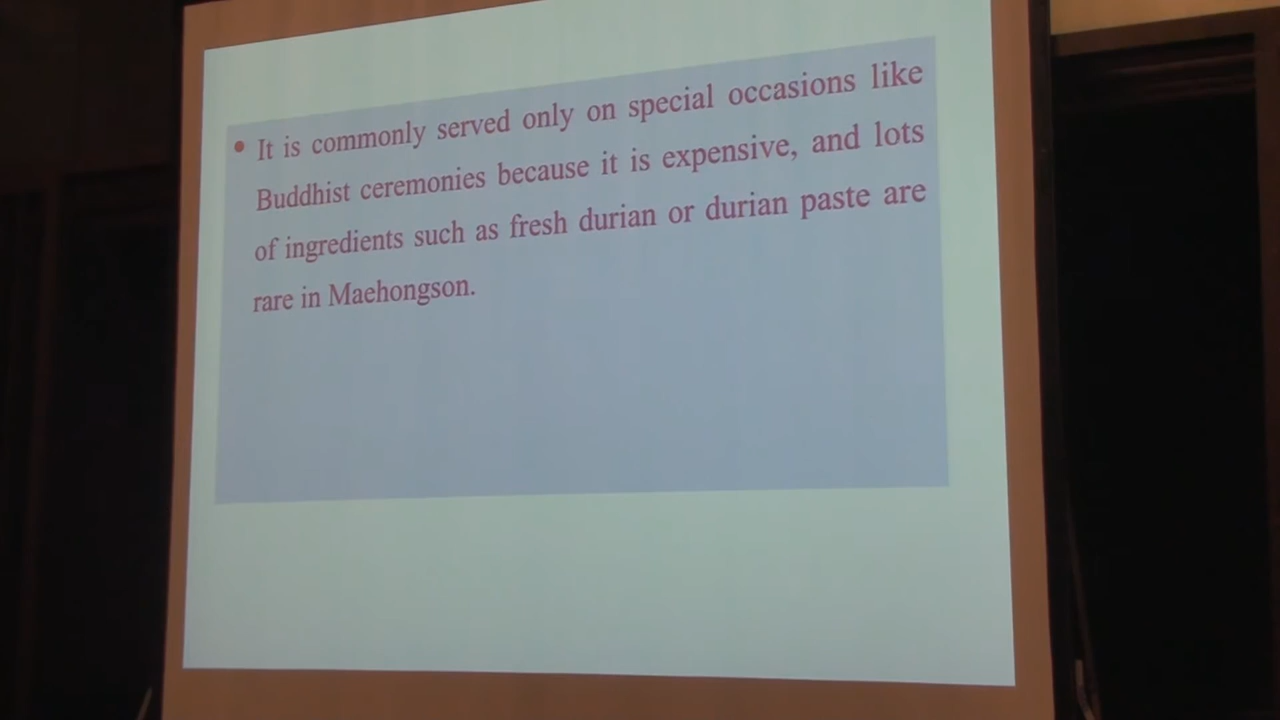 • It is commonly served only on special occasions like
Buddhist ceremonies because it is expensive, and lots
of ingredients such as fresh durian or durian paste are
rare in Maehongson.